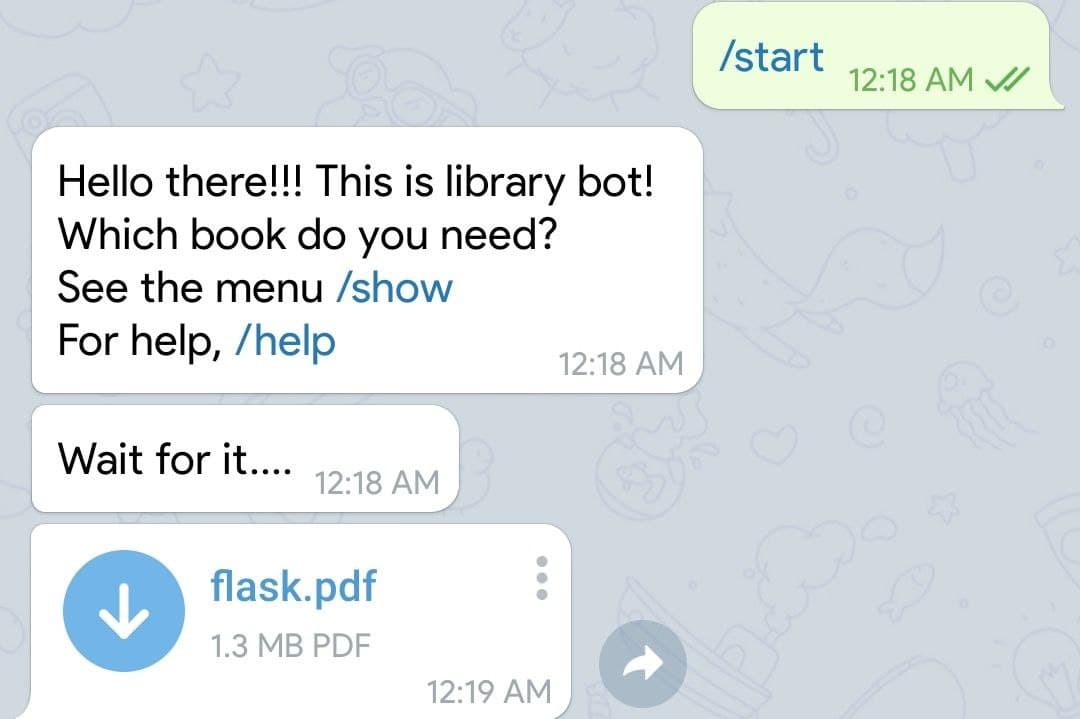 /start
12:18 AM
Hello there!!! This is library bot!
Which book do you need?
See the menu /show
For help, /help
12:18 AM
Wait for it....
12:18 AM
flask.pdf
1.3 MB PDF
12:19 AM